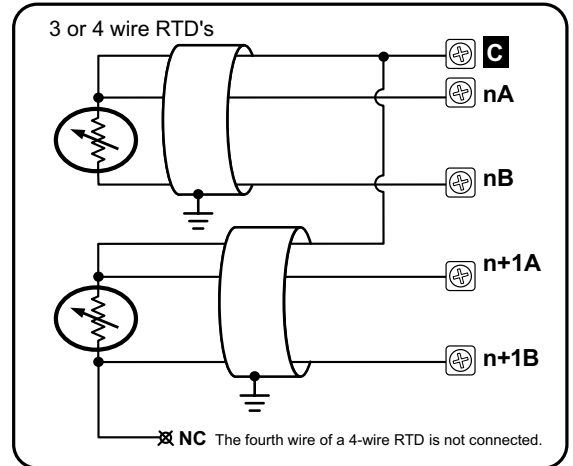 3 or 4 wire RTD's
C
nA
nB
n+1A
n+1B
NC The fourth wire of a 4-wire RTD is not connected.